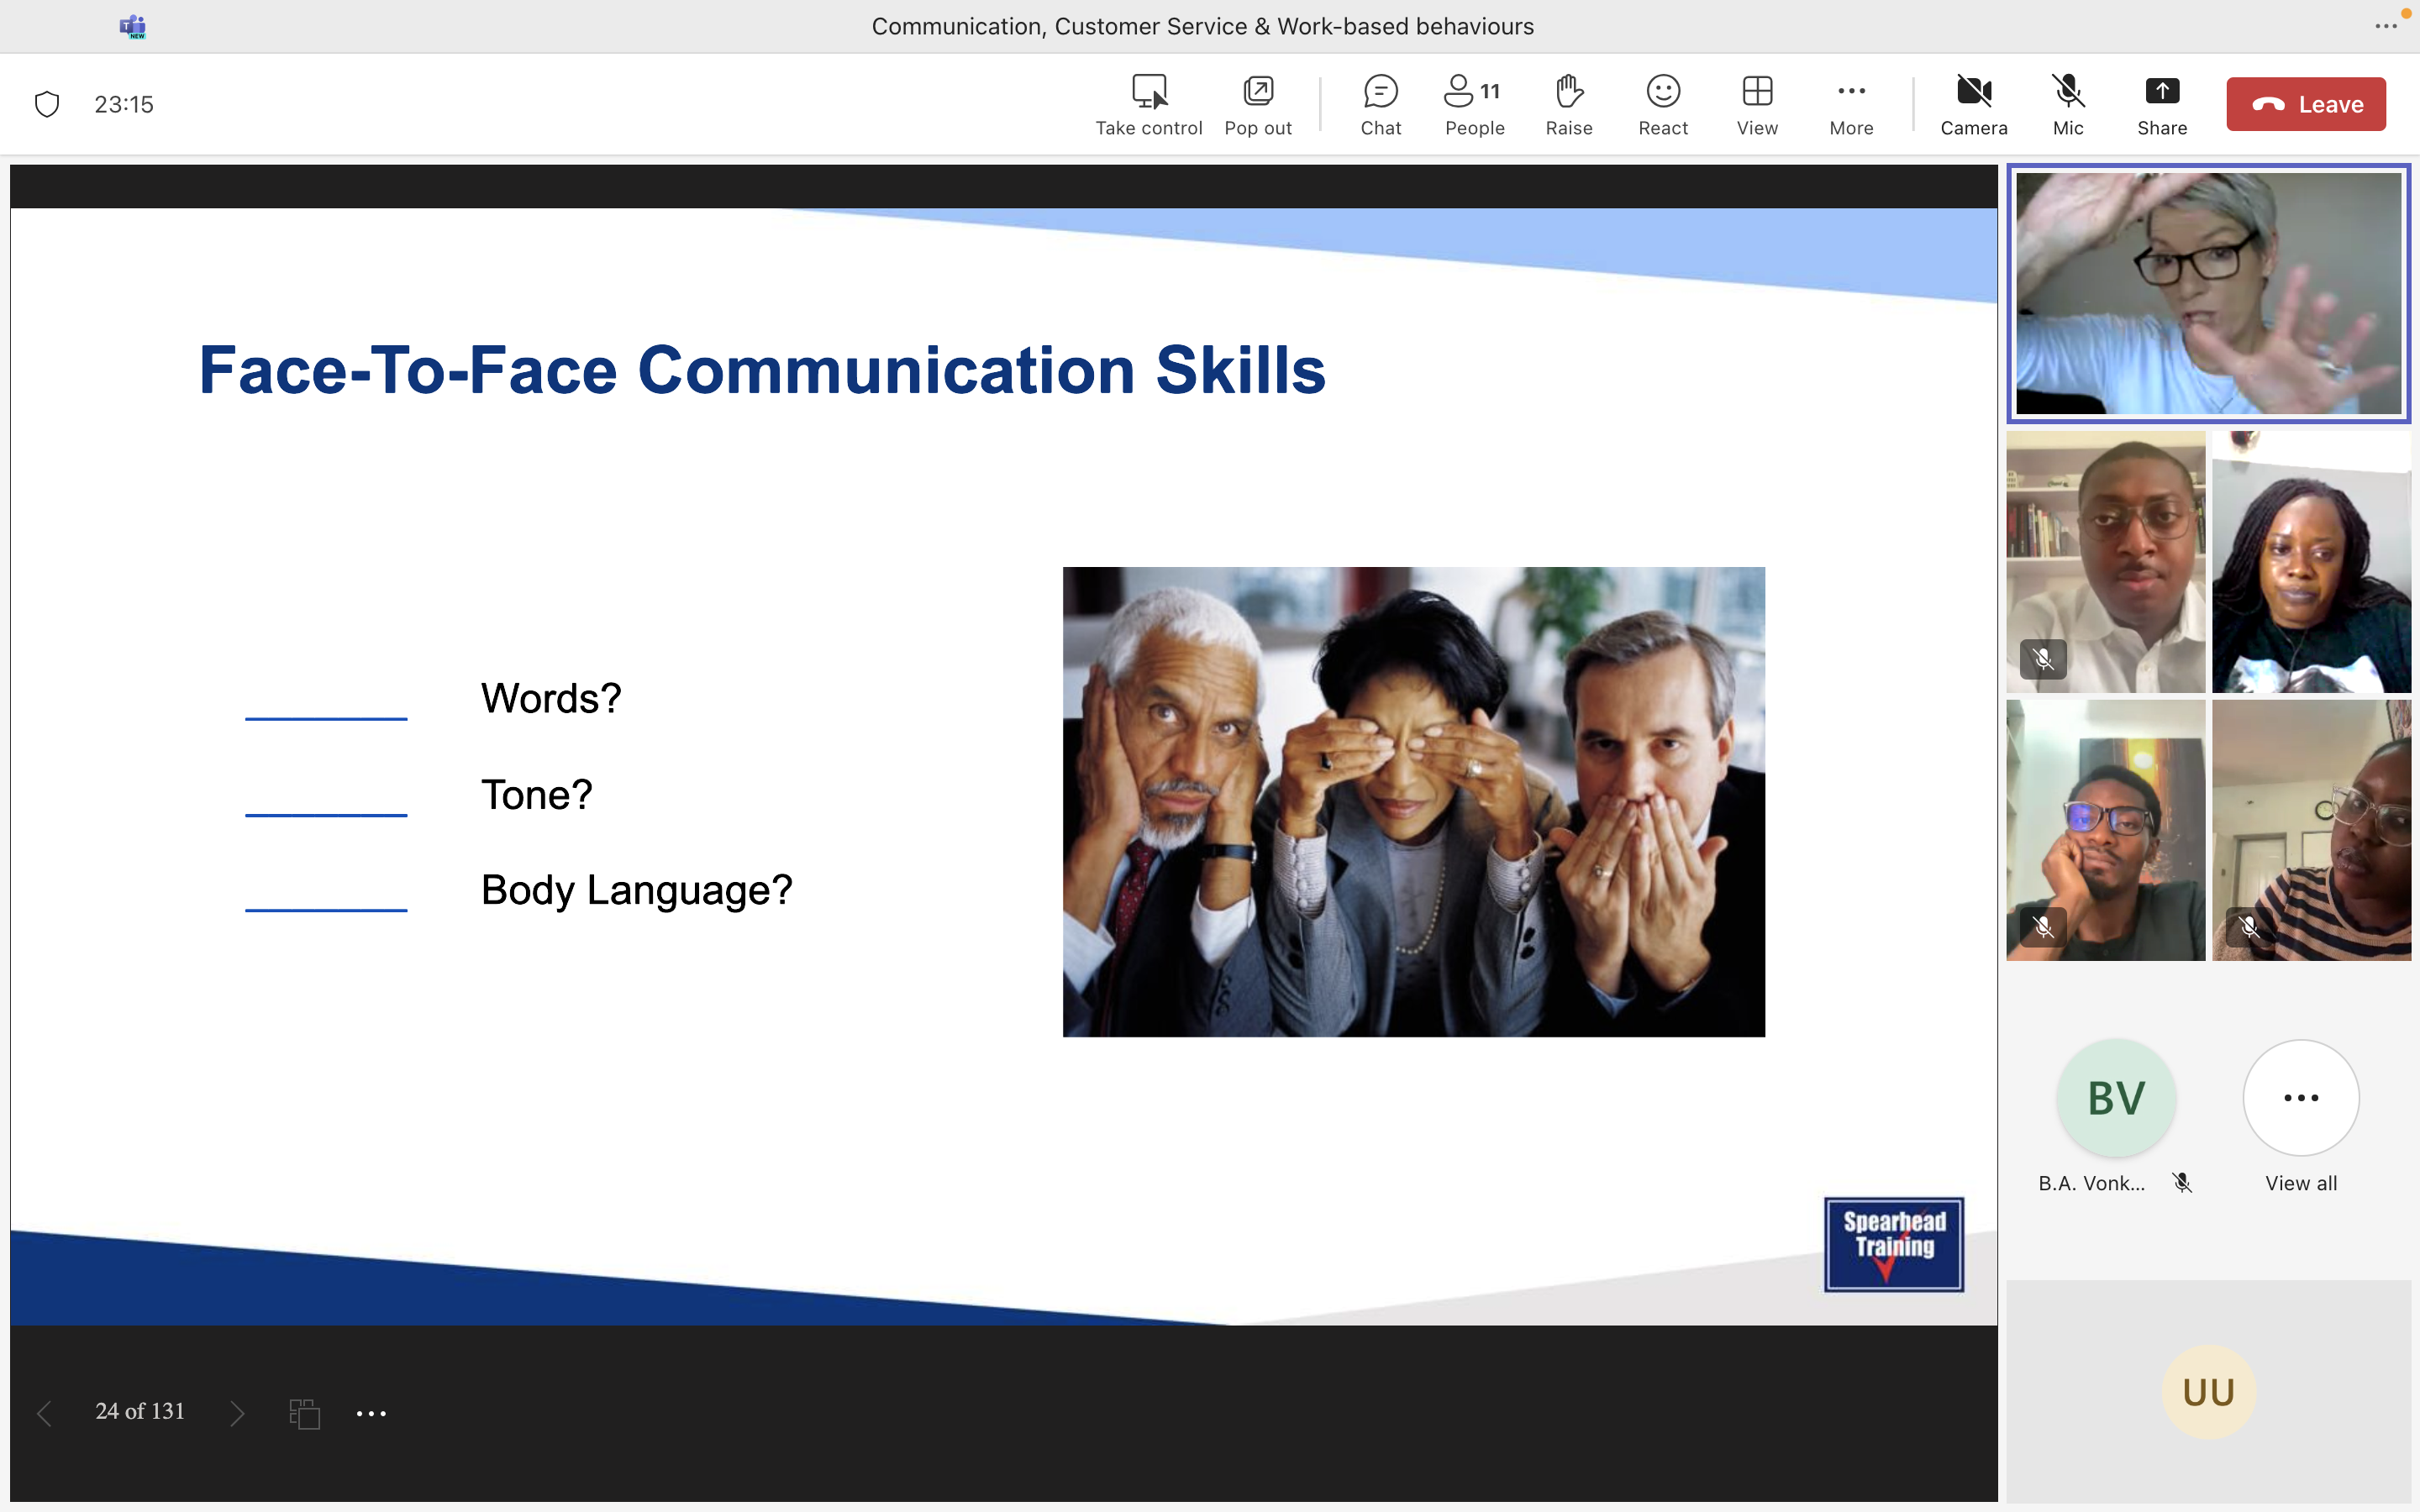 NEW
Communication, Customer Service & Work-based behaviours
23:15
Take control
Pop out
Chat
11
People
Raise
React
View
More
Camera
Mic
Share
Leave
Face-To-Face Communication Skills
Words?
Tone?
Body Language?
Spearhead
Training
24 of 131
BV
B.A. Vonk...
View all
UU